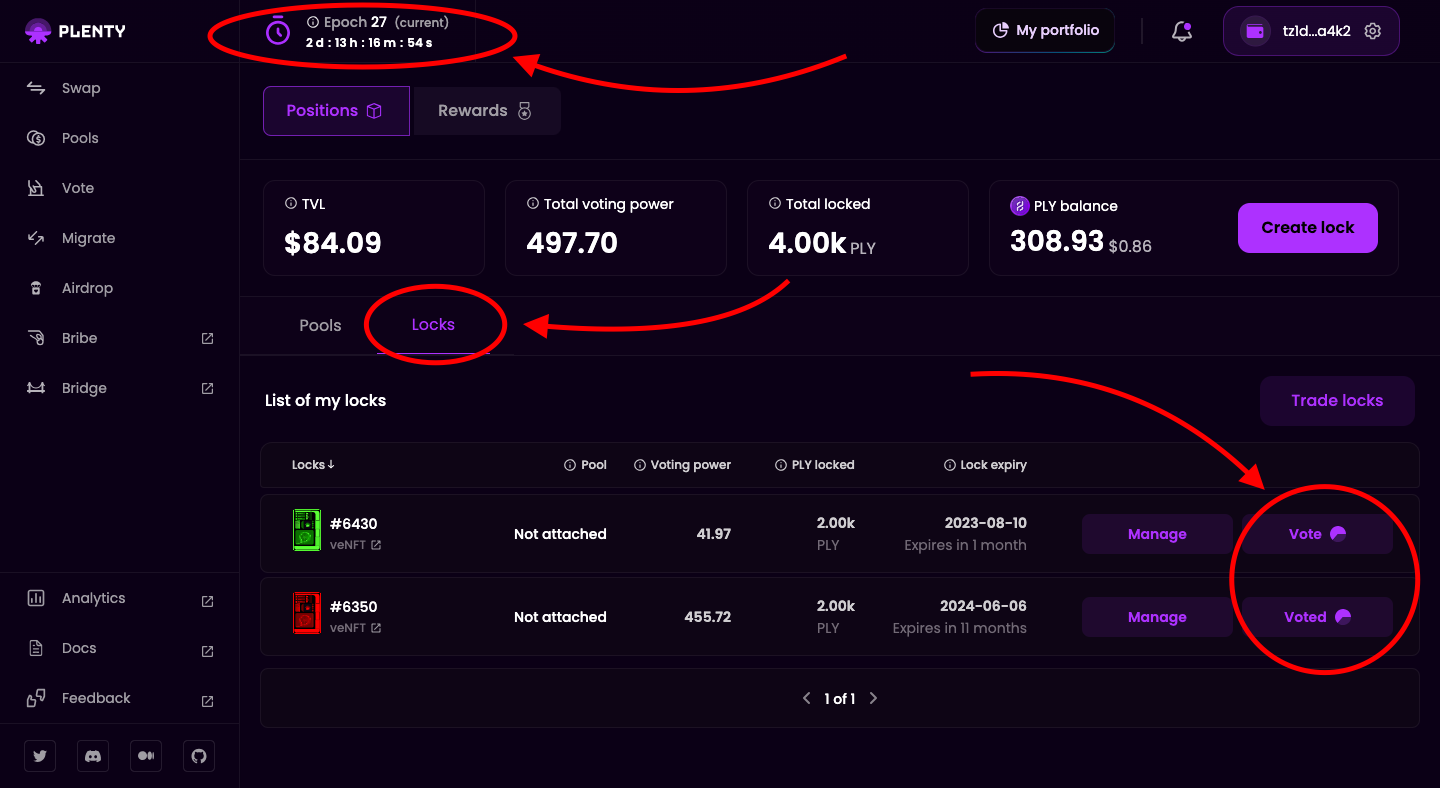 PLENTY
Epoch 27 (current)
2 d : 13 h : 16 m : 54 s
My portfolio
tz1d...a4k2
Swap
Pools
Vote
Migrate
Airdrop
Bribe
Bridge
Analytics
Docs
Feedback
Positions
Rewards
TVL
$84.09
Total voting power
497.70
Total locked
4.00k PLY
PLY balance
308.93 $0.86
Create lock
Pools
Locks
List of my locks
Trade locks
Locks↓ Pool Voting power PLY locked Lock expiry
#6430
veNFT
Not attached
41.97
2.00k
PLY
2023-08-10
Expires in 1 month
Manage
Vote
#6350
veNFT
Not attached
455.72
2.00k
PLY
2024-06-06
Expires in 11 months
Manage
Voted
1 of 1